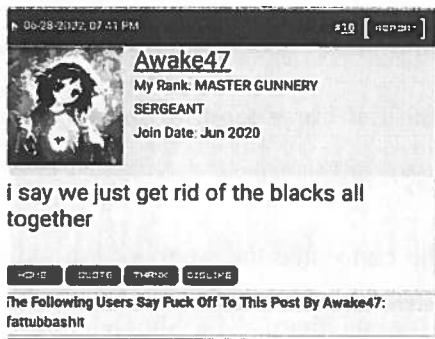 06-28-2022, 07:41 PM
#10 [ REPORT ]
Awake47
My Rank: MASTER GUNNERY
SERGEANT
Join Date: Jun 2020
i say we just get rid of the blacks all
together
HOME QUOTE THANK DISLIKE
The Following Users Say Fuck Off To This Post By Awake47:
fattubbashit